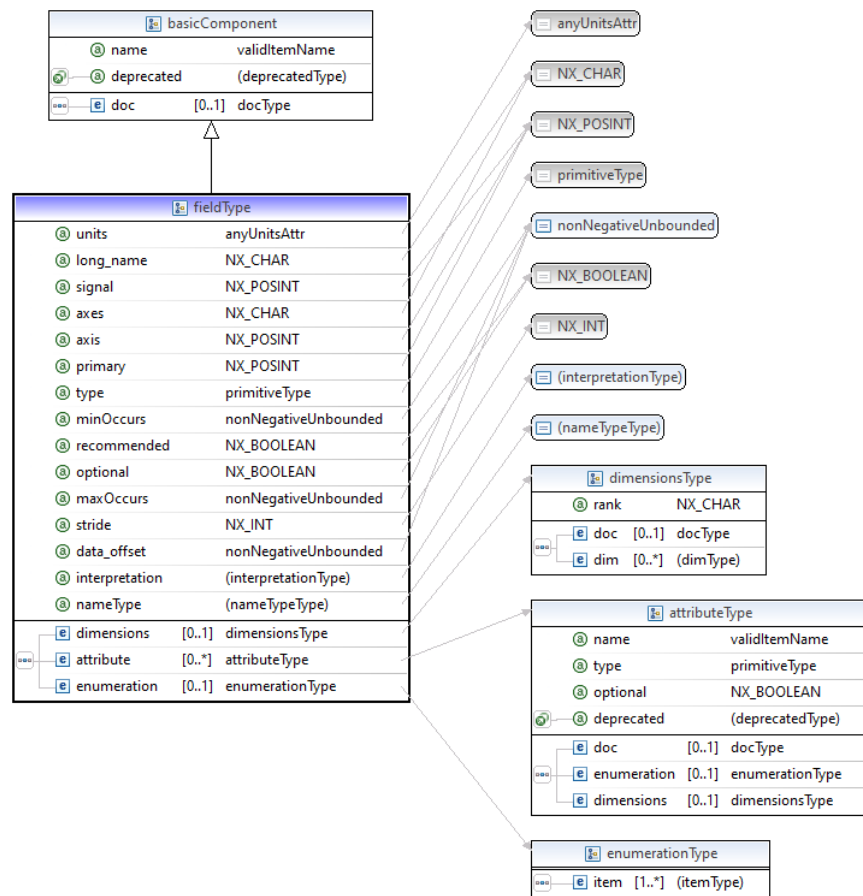 basicComponent
name validItemName
deprecated (deprecatedType)
doc [0..1] docType
fieldType
units anyUnitsAttr
long_name NX_CHAR
signal NX_POSINT
axes NX_CHAR
axis NX_POSINT
primary NX_POSINT
type primitiveType
minOccurs nonNegativeUnbounded
recommended NX_BOOLEAN
optional NX_BOOLEAN
maxOccurs nonNegativeUnbounded
stride NX_INT
data_offset nonNegativeUnbounded
interpretation (interpretationType)
nameType (nameTypeType)
dimensions [0..1] dimensionsType
attribute [0..*] attributeType
enumeration [0..1] enumerationType
anyUnitsAttr
NX_CHAR
NX_POSINT
primitiveType
nonNegativeUnbounded
NX_BOOLEAN
NX_INT
(interpretationType)
(nameTypeType)
dimensionsType
rank NX_CHAR
doc [0..1] docType
dim [0..*] (dimType)
attributeType
name validItemName
type primitiveType
optional NX_BOOLEAN
deprecated (deprecatedType)
doc [0..1] docType
enumeration [0..1] enumerationType
dimensions [0..1] dimensionsType
enumerationType
item [1..*] (itemType)